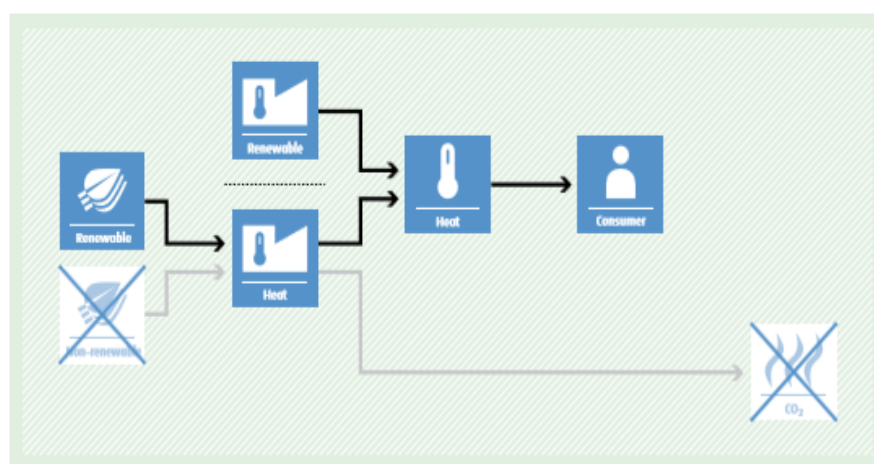 Renewable
Renewable
Heat
Consumer
Heat
Non-renewable
CO₂